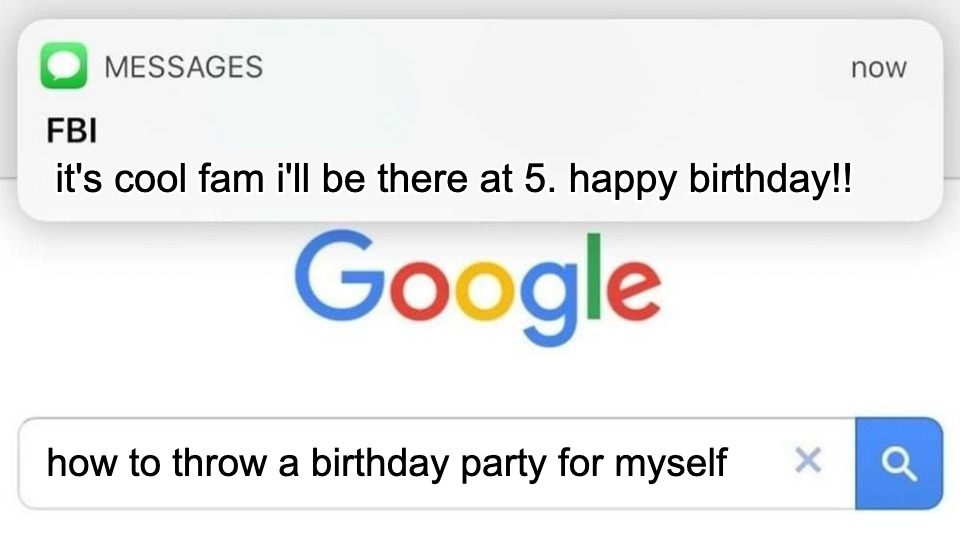 MESSAGES now
FBI
it's cool fam i'll be there at 5. happy birthday!!
Google
how to throw a birthday party for myself